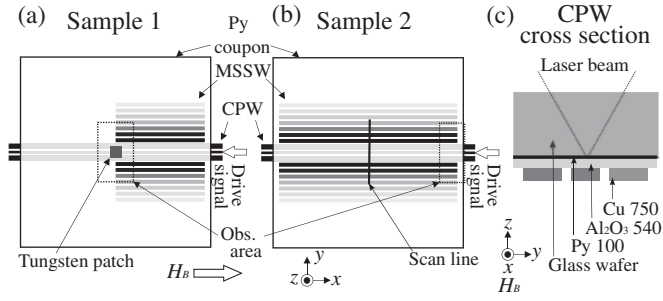 (a) Sample 1
Py
coupon
MSSW
CPW
Drive
signal
Obs.
area
Tungsten patch
H_B
(b) Sample 2
Drive
signal
z y x
Scan line
(c) CPW
cross section
Laser beam
Cu 750
Al2O3 540
Py 100
Glass wafer
z
y
x
H_B